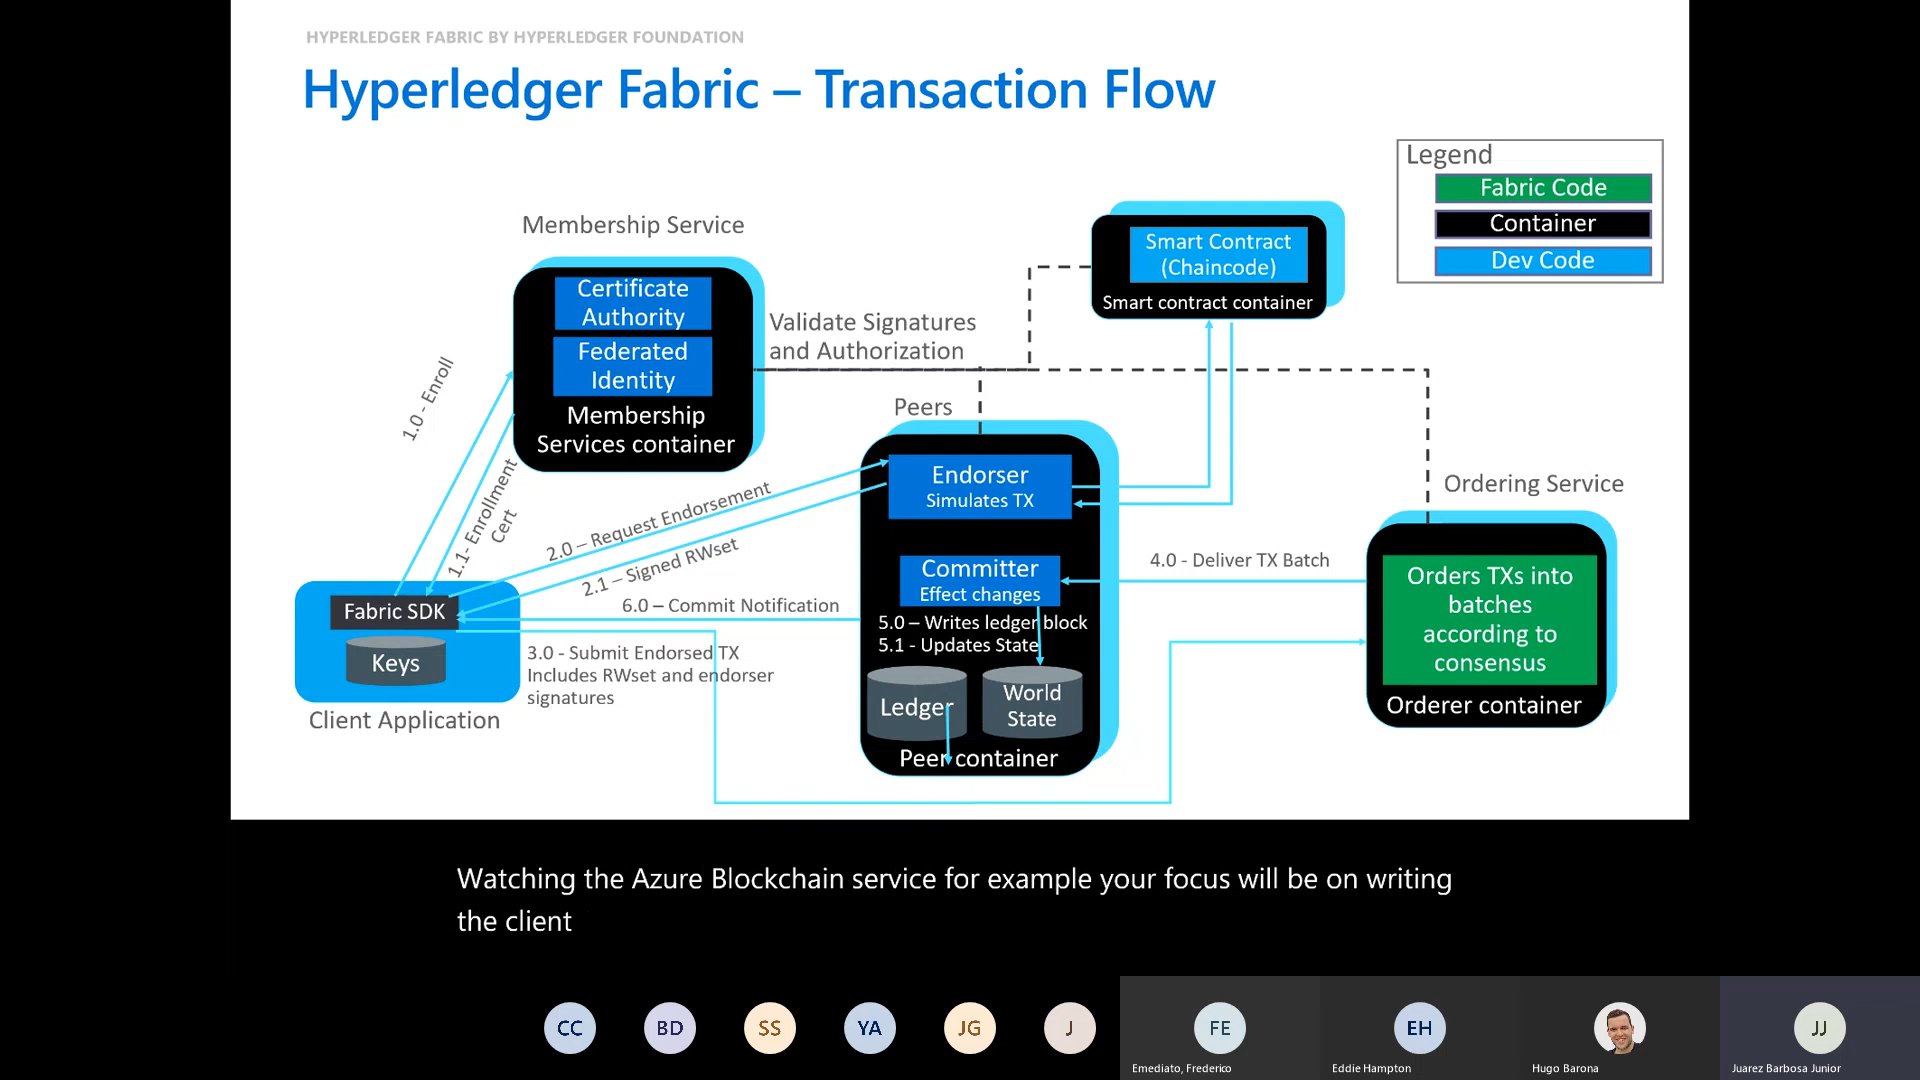 HYPERLEDGER FABRIC BY HYPERLEDGER FOUNDATION
Hyperledger Fabric – Transaction Flow
Legend
Fabric Code
Container
Dev Code
Membership Service
Certificate
Authority
Federated
Identity
Membership
Services container
Validate Signatures
and Authorization
Smart Contract
(Chaincode)
Smart contract container
1.0 - Enroll
1.1- Enrollment
Cert
2.0 – Request Endorsement
2.1 – Signed RWset
6.0 – Commit Notification
3.0 - Submit Endorsed TX
Includes RWset and endorser
signatures
Fabric SDK
Keys
Client Application
Peers
Endorser
Simulates TX
Committer
Effect changes
5.0 – Writes ledger block
5.1 - Updates State
Ledger
World
State
Peer container
4.0 - Deliver TX Batch
Ordering Service
Orders TXs into
batches
according to
consensus
Orderer container
Watching the Azure Blockchain service for example your focus will be on writing
the client
CC
BD
SS
YA
JG
J
FE
EH
JJ
Emediato, Frederico
Eddie Hampton
Hugo Barona
Juarez Barbosa Junior